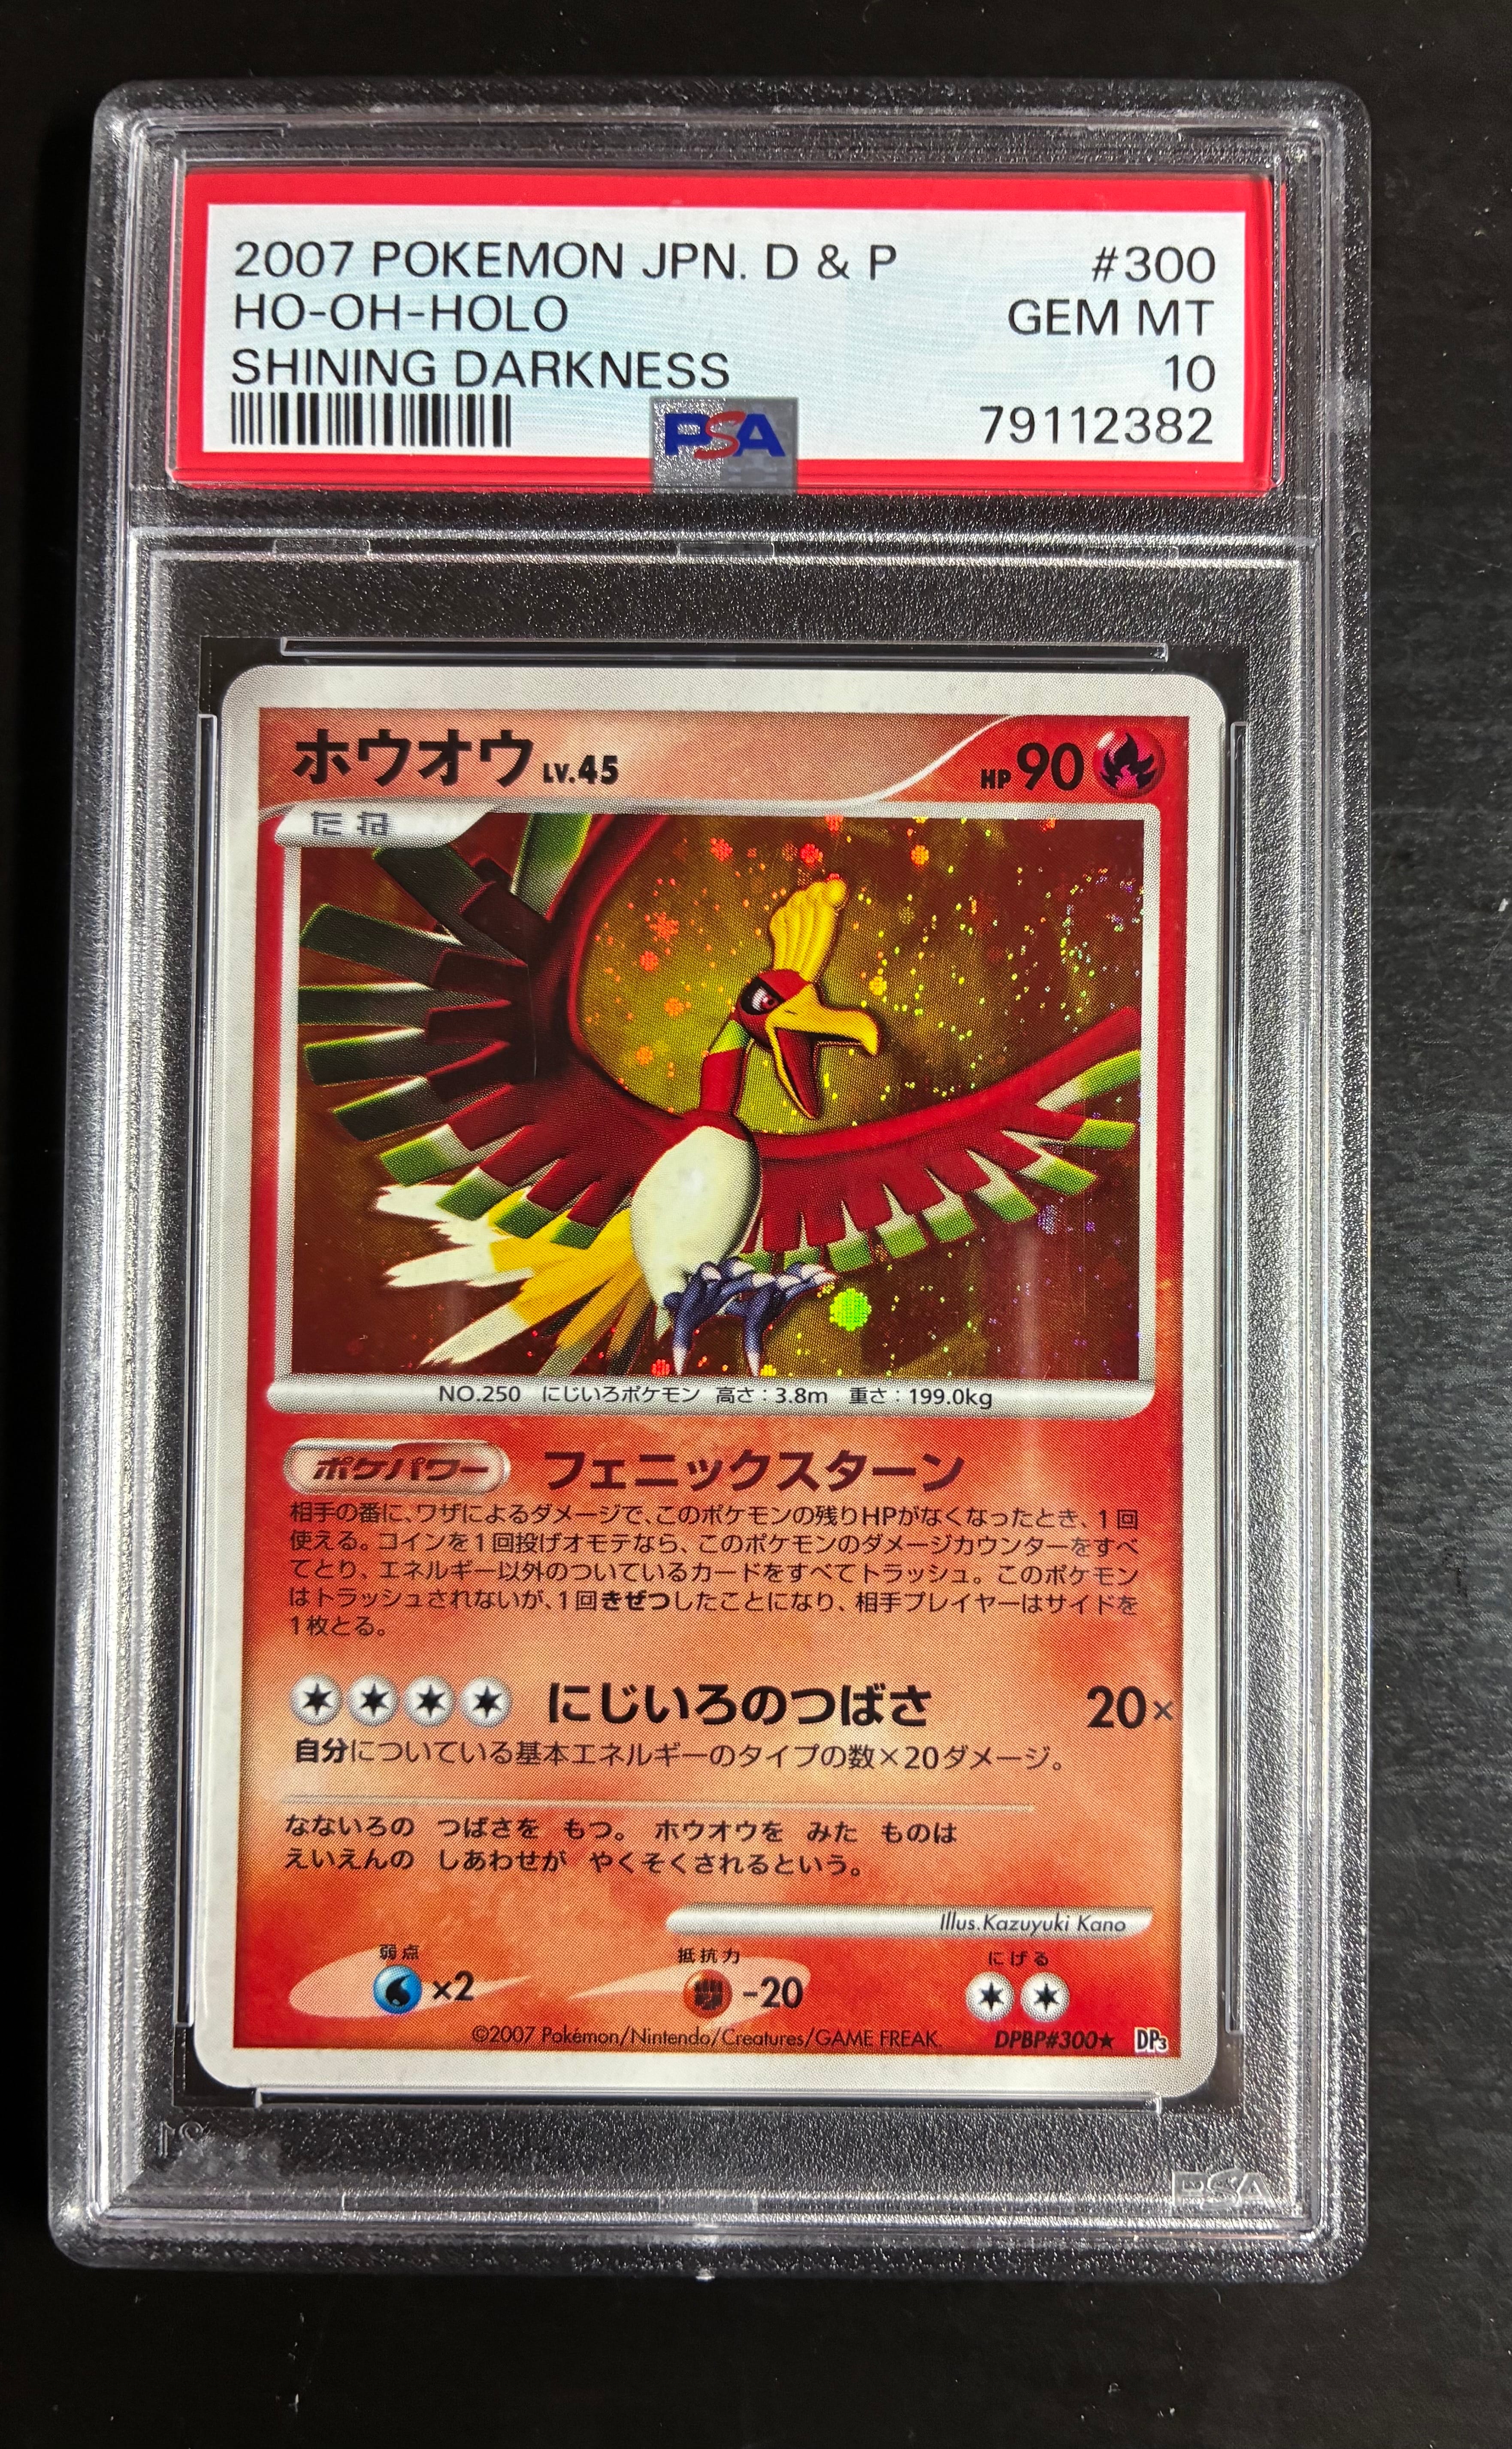 2007 POKEMON JPN. D & P #300
HO-OH-HOLO GEM MT
SHINING DARKNESS 10
PSA 79112382
ホウオウ LV.45 HP 90
たね
NO.250 にじいろポケモン 高さ：3.8m 重さ：199.0kg
ポケパワー フェニックスターン
相手の番に、ワザによるダメージで、このポケモンの残りHPがなくなったとき、1回
使える。コインを1回投げオモテなら、このポケモンのダメージカウンターをすべ
てとり、エネルギー以外のついているカードをすべてトラッシュ。このポケモン
はトラッシュされないが、1回きぜつしたことになり、相手プレイヤーはサイドを
1枚とる。
にじいろのつばさ 20×
自分についている基本エネルギーのタイプの数×20ダメージ。
なないろの つばさを もつ。 ホウオウを みた ものは
えいえんの しあわせが やくそくされるという。
Illus.Kazuyuki Kano
弱点 抵抗力 にげる
×2 -20
©2007 Pokémon/Nintendo/Creatures/GAME FREAK. DPBP#300★ DP3
PSA